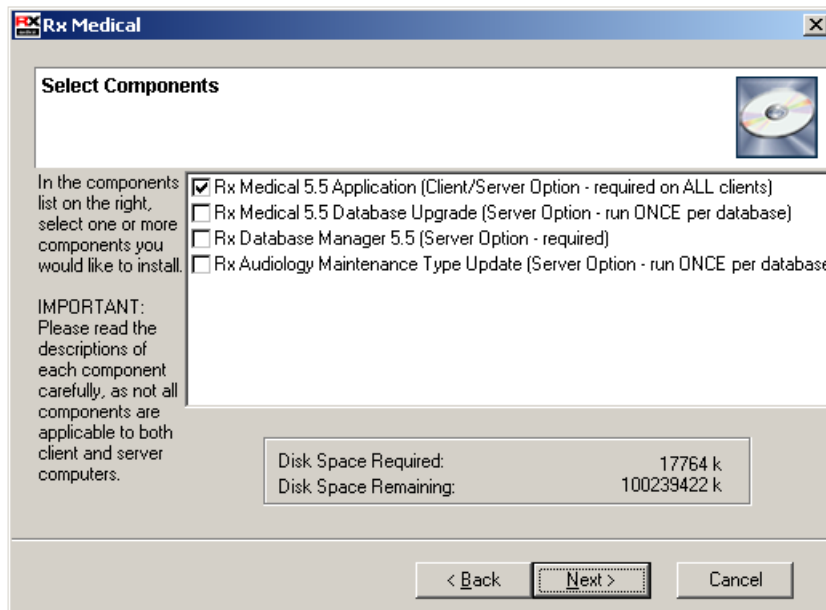 Rx Medical
Select Components
In the components
list on the right,
select one or more
components you
would like to install.
IMPORTANT:
Please read the
descriptions of
each component
carefully, as not all
components are
applicable to both
client and server
computers.
Rx Medical 5.5 Application (Client/Server Option - required on ALL clients)
Rx Medical 5.5 Database Upgrade (Server Option - run ONCE per database)
Rx Database Manager 5.5 (Server Option - required)
Rx Audiology Maintenance Type Update (Server Option - run ONCE per database
Disk Space Required: 17764 k
Disk Space Remaining: 100239422 k
< Back
Next >
Cancel